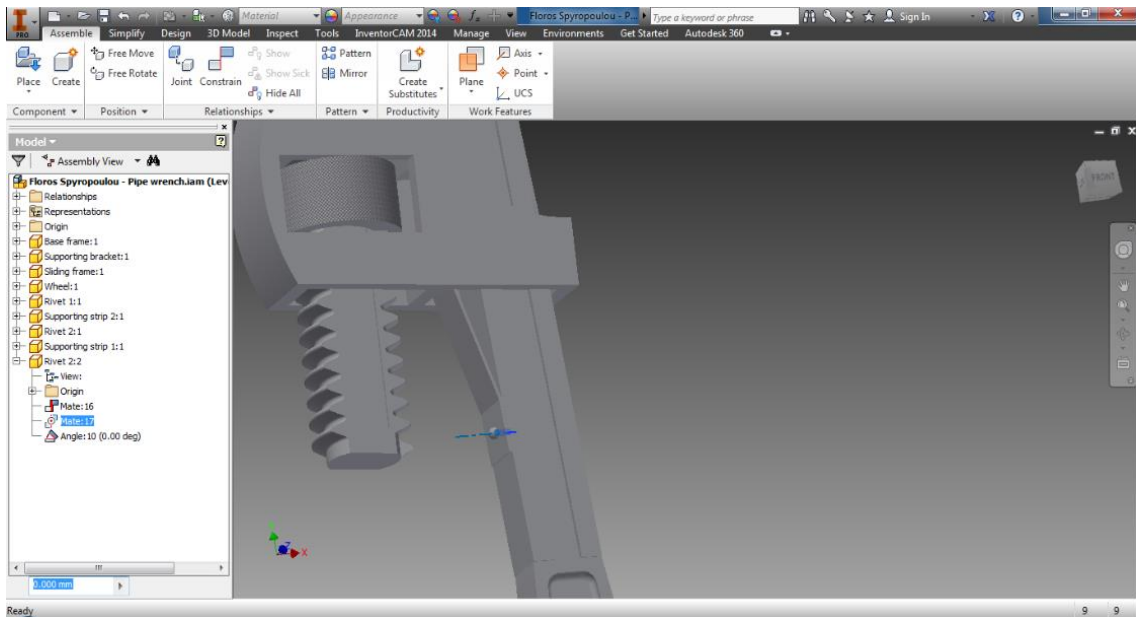 PRO
Material
Appearance
Floros Spyropoulou - P...
Type a keyword or phrase
Sign In
Assemble Simplify Design 3D Model Inspect Tools InventorCAM 2014 Manage View Environments Get Started Autodesk 360
Place
Create
Free Move
Free Rotate
Joint
Constrain
Show
Show Sick
Hide All
Pattern
Mirror
Create
Substitutes
Plane
Axis
Point
UCS
Component Position Relationships Pattern Productivity Work Features
Model
Assembly View
Floros Spyropoulou - Pipe wrench.iam (Lev
Relationships
Representations
Origin
Base frame:1
Supporting bracket:1
Sliding frame:1
Wheel:1
Rivet 1:1
Supporting strip 2:1
Rivet 2:1
Supporting strip 1:1
Rivet 2:2
View:
Origin
Mate:16
Mate:17
Angle:10 (0.00 deg)
FRONT
X
Z
0.000 mm
Ready
9 9